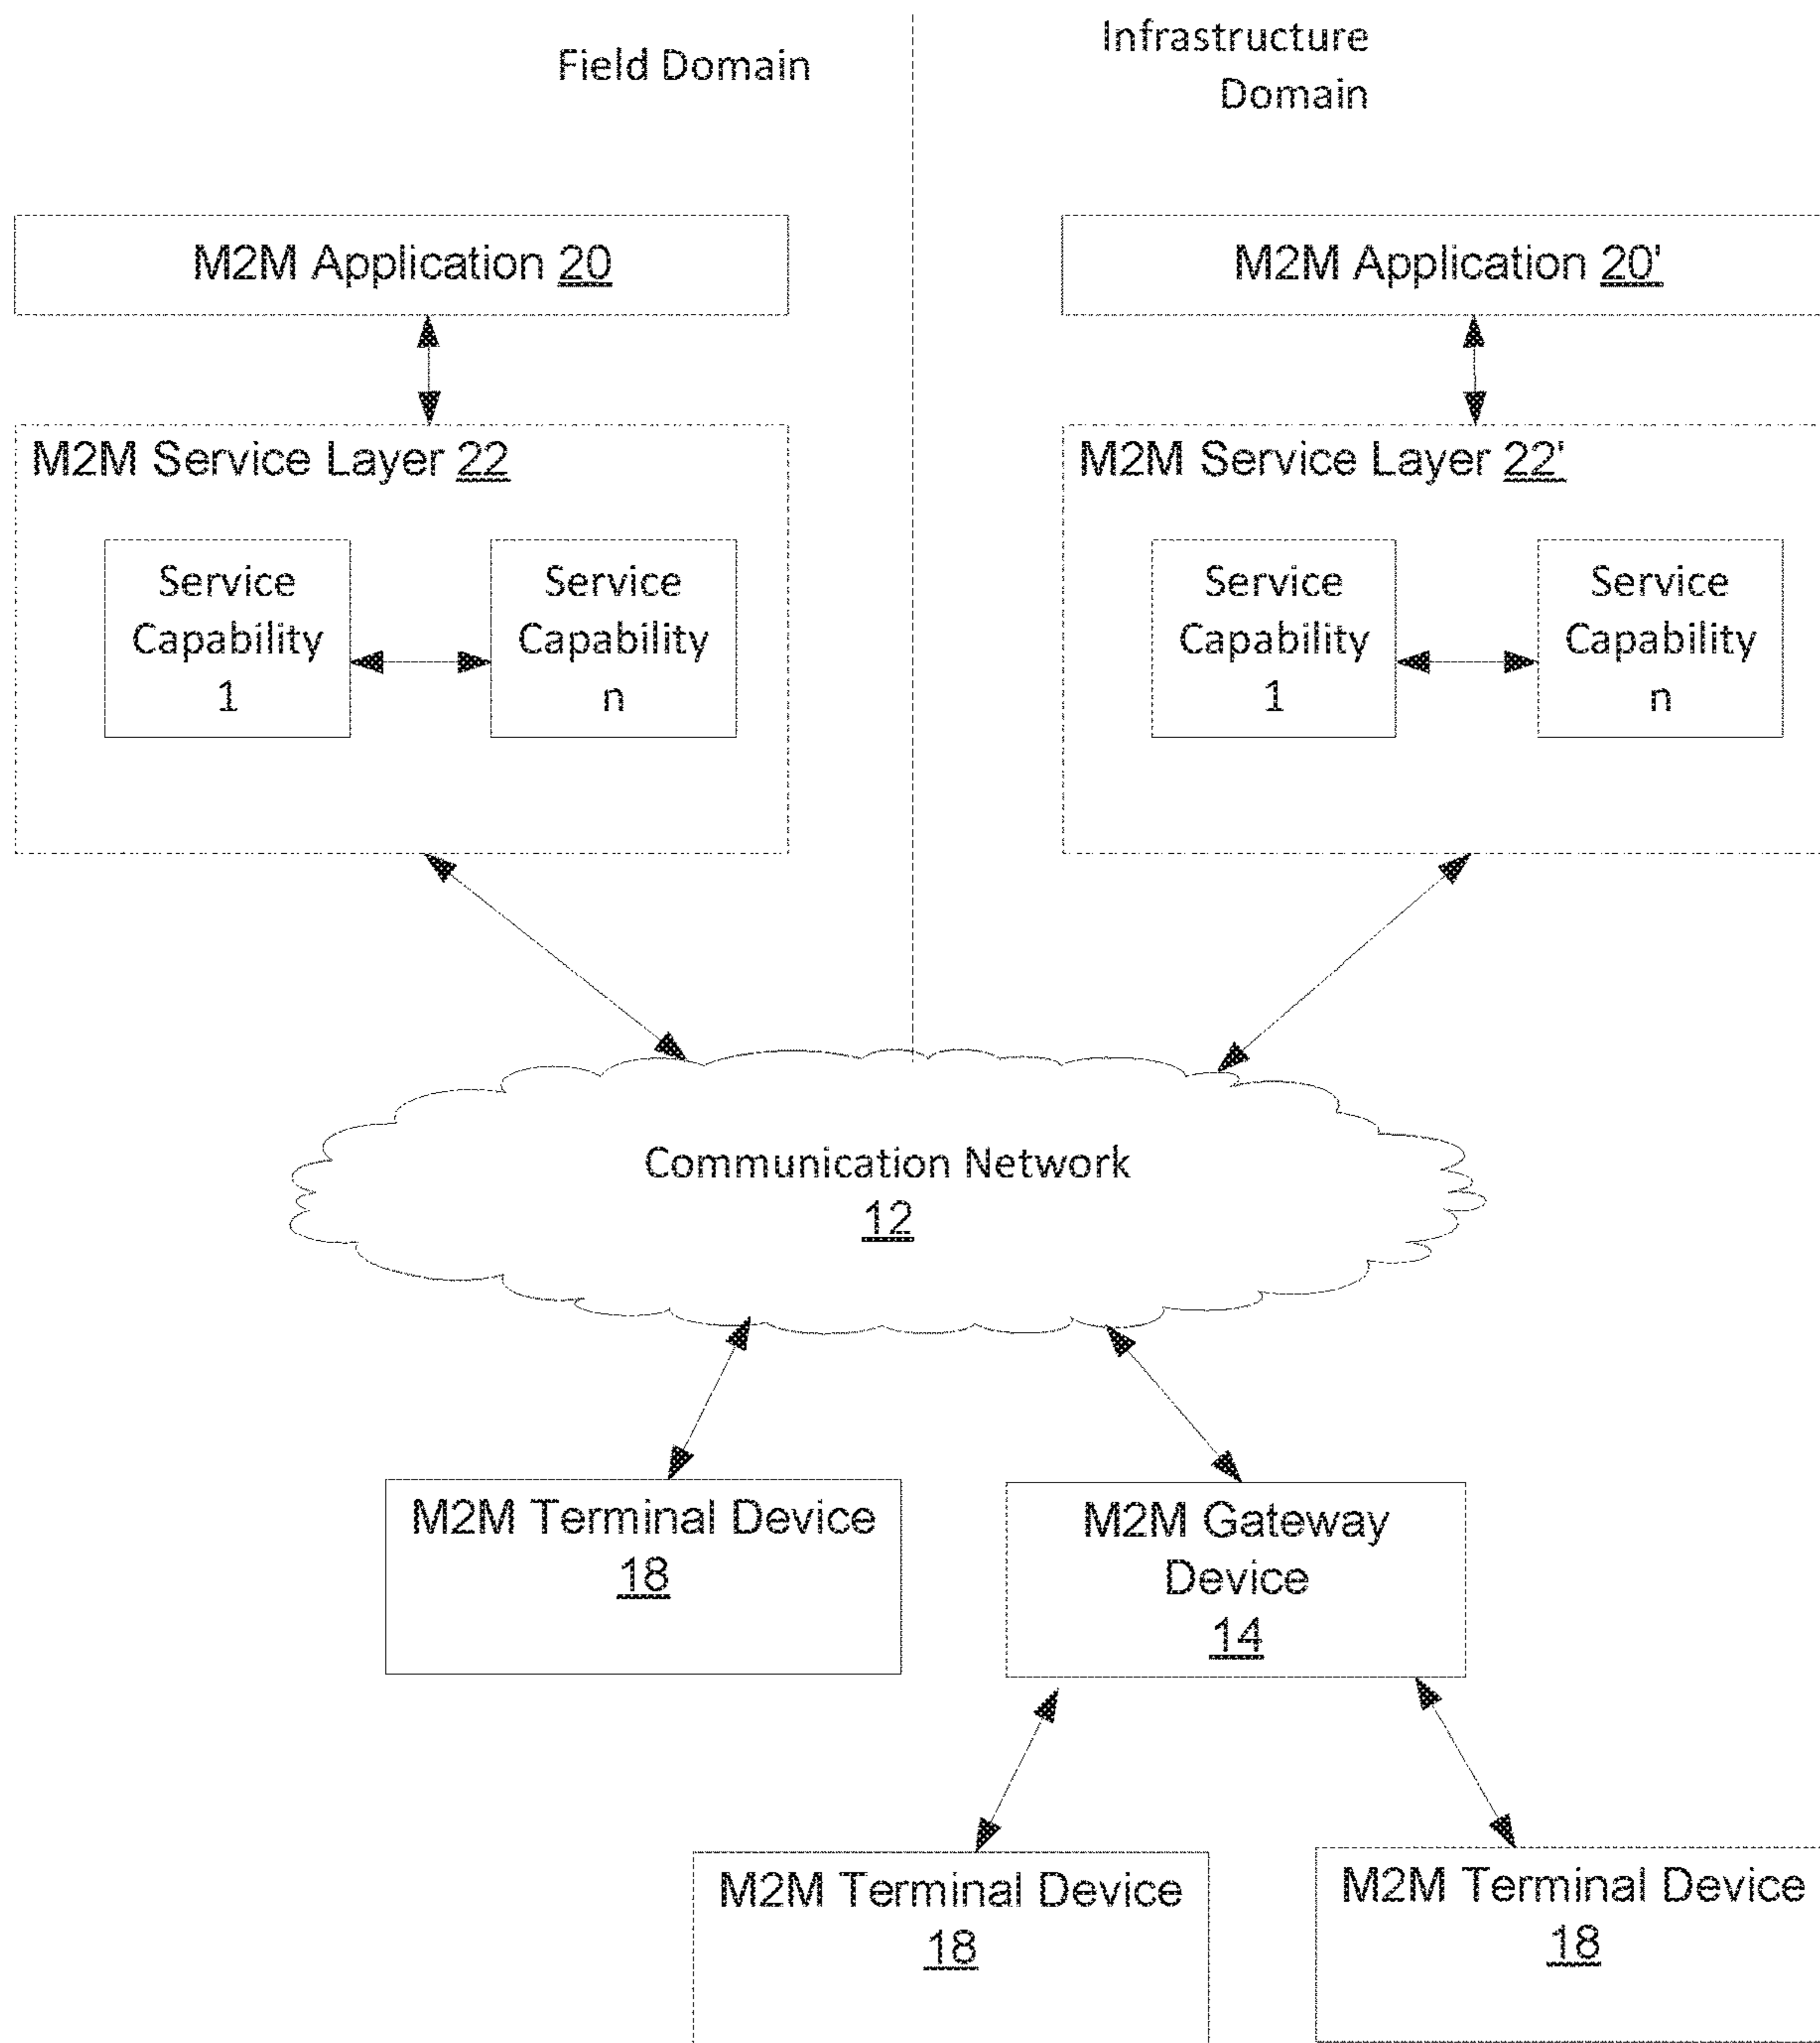 Field Domain
Infrastructure
Domain
M2M Application 20
M2M Application 20'
M2M Service Layer 22
Service
Capability
1
Service
Capability
n
M2M Service Layer 22'
Service
Capability
1
Service
Capability
n
Communication Network
12
M2M Terminal Device
18
M2M Gateway
Device
14
M2M Terminal Device
18
M2M Terminal Device
18